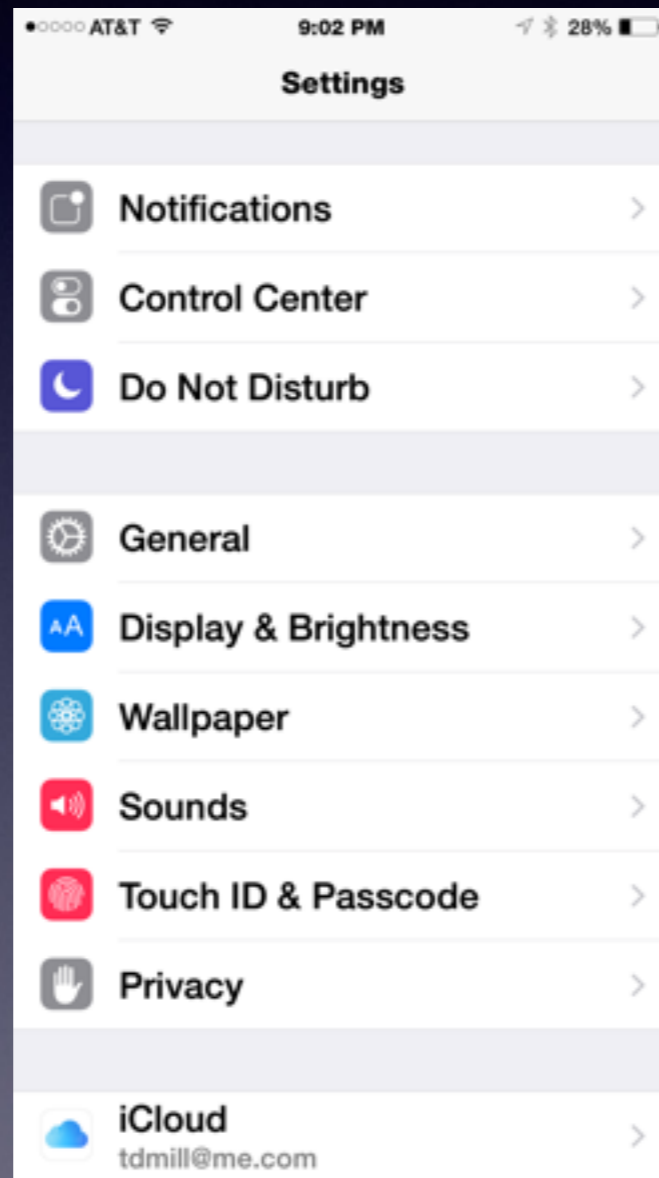 AT&T 9:02 PM 28%
Settings
Notifications
Control Center
Do Not Disturb
General
AA Display & Brightness
Wallpaper
Sounds
Touch ID & Passcode
Privacy
iCloud
tdmill@me.com